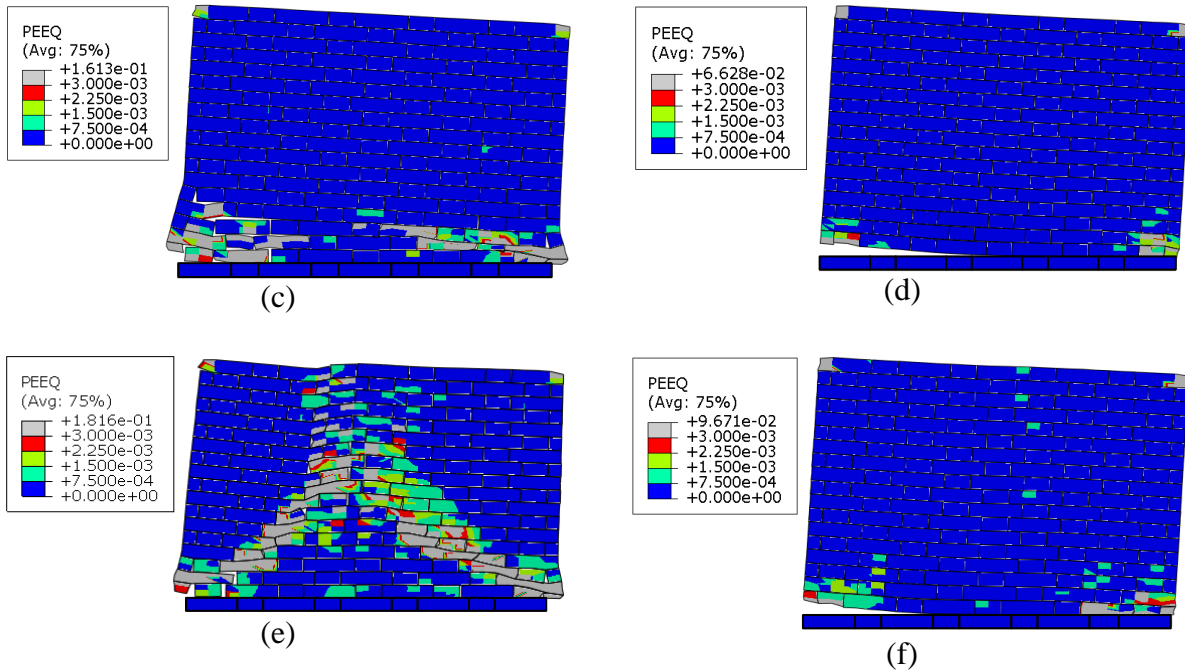 PEEQ
(Avg: 75%)
+1.613e-01
+3.000e-03
+2.250e-03
+1.500e-03
+7.500e-04
+0.000e+00
(c)
PEEQ
(Avg: 75%)
+6.628e-02
+3.000e-03
+2.250e-03
+1.500e-03
+7.500e-04
+0.000e+00
(d)
PEEQ
(Avg: 75%)
+1.816e-01
+3.000e-03
+2.250e-03
+1.500e-03
+7.500e-04
+0.000e+00
(e)
PEEQ
(Avg: 75%)
+9.671e-02
+3.000e-03
+2.250e-03
+1.500e-03
+7.500e-04
+0.000e+00
(f)